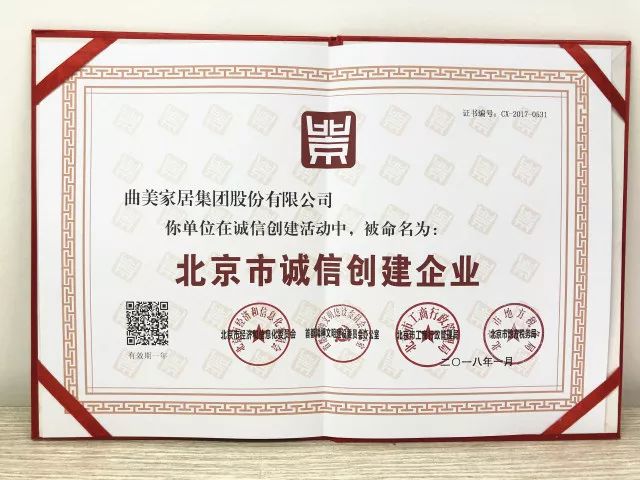 证书编号：CX-2017-0631
曲美家居集团股份有限公司
你单位在诚信创建活动中，被命名为：
北京市诚信创建企业
北京市经济和信息化委员会
首都精神文明建设委员会办公室
北京市工商行政管理局
北京市地方税务局
有效期一年
二〇一八年一月